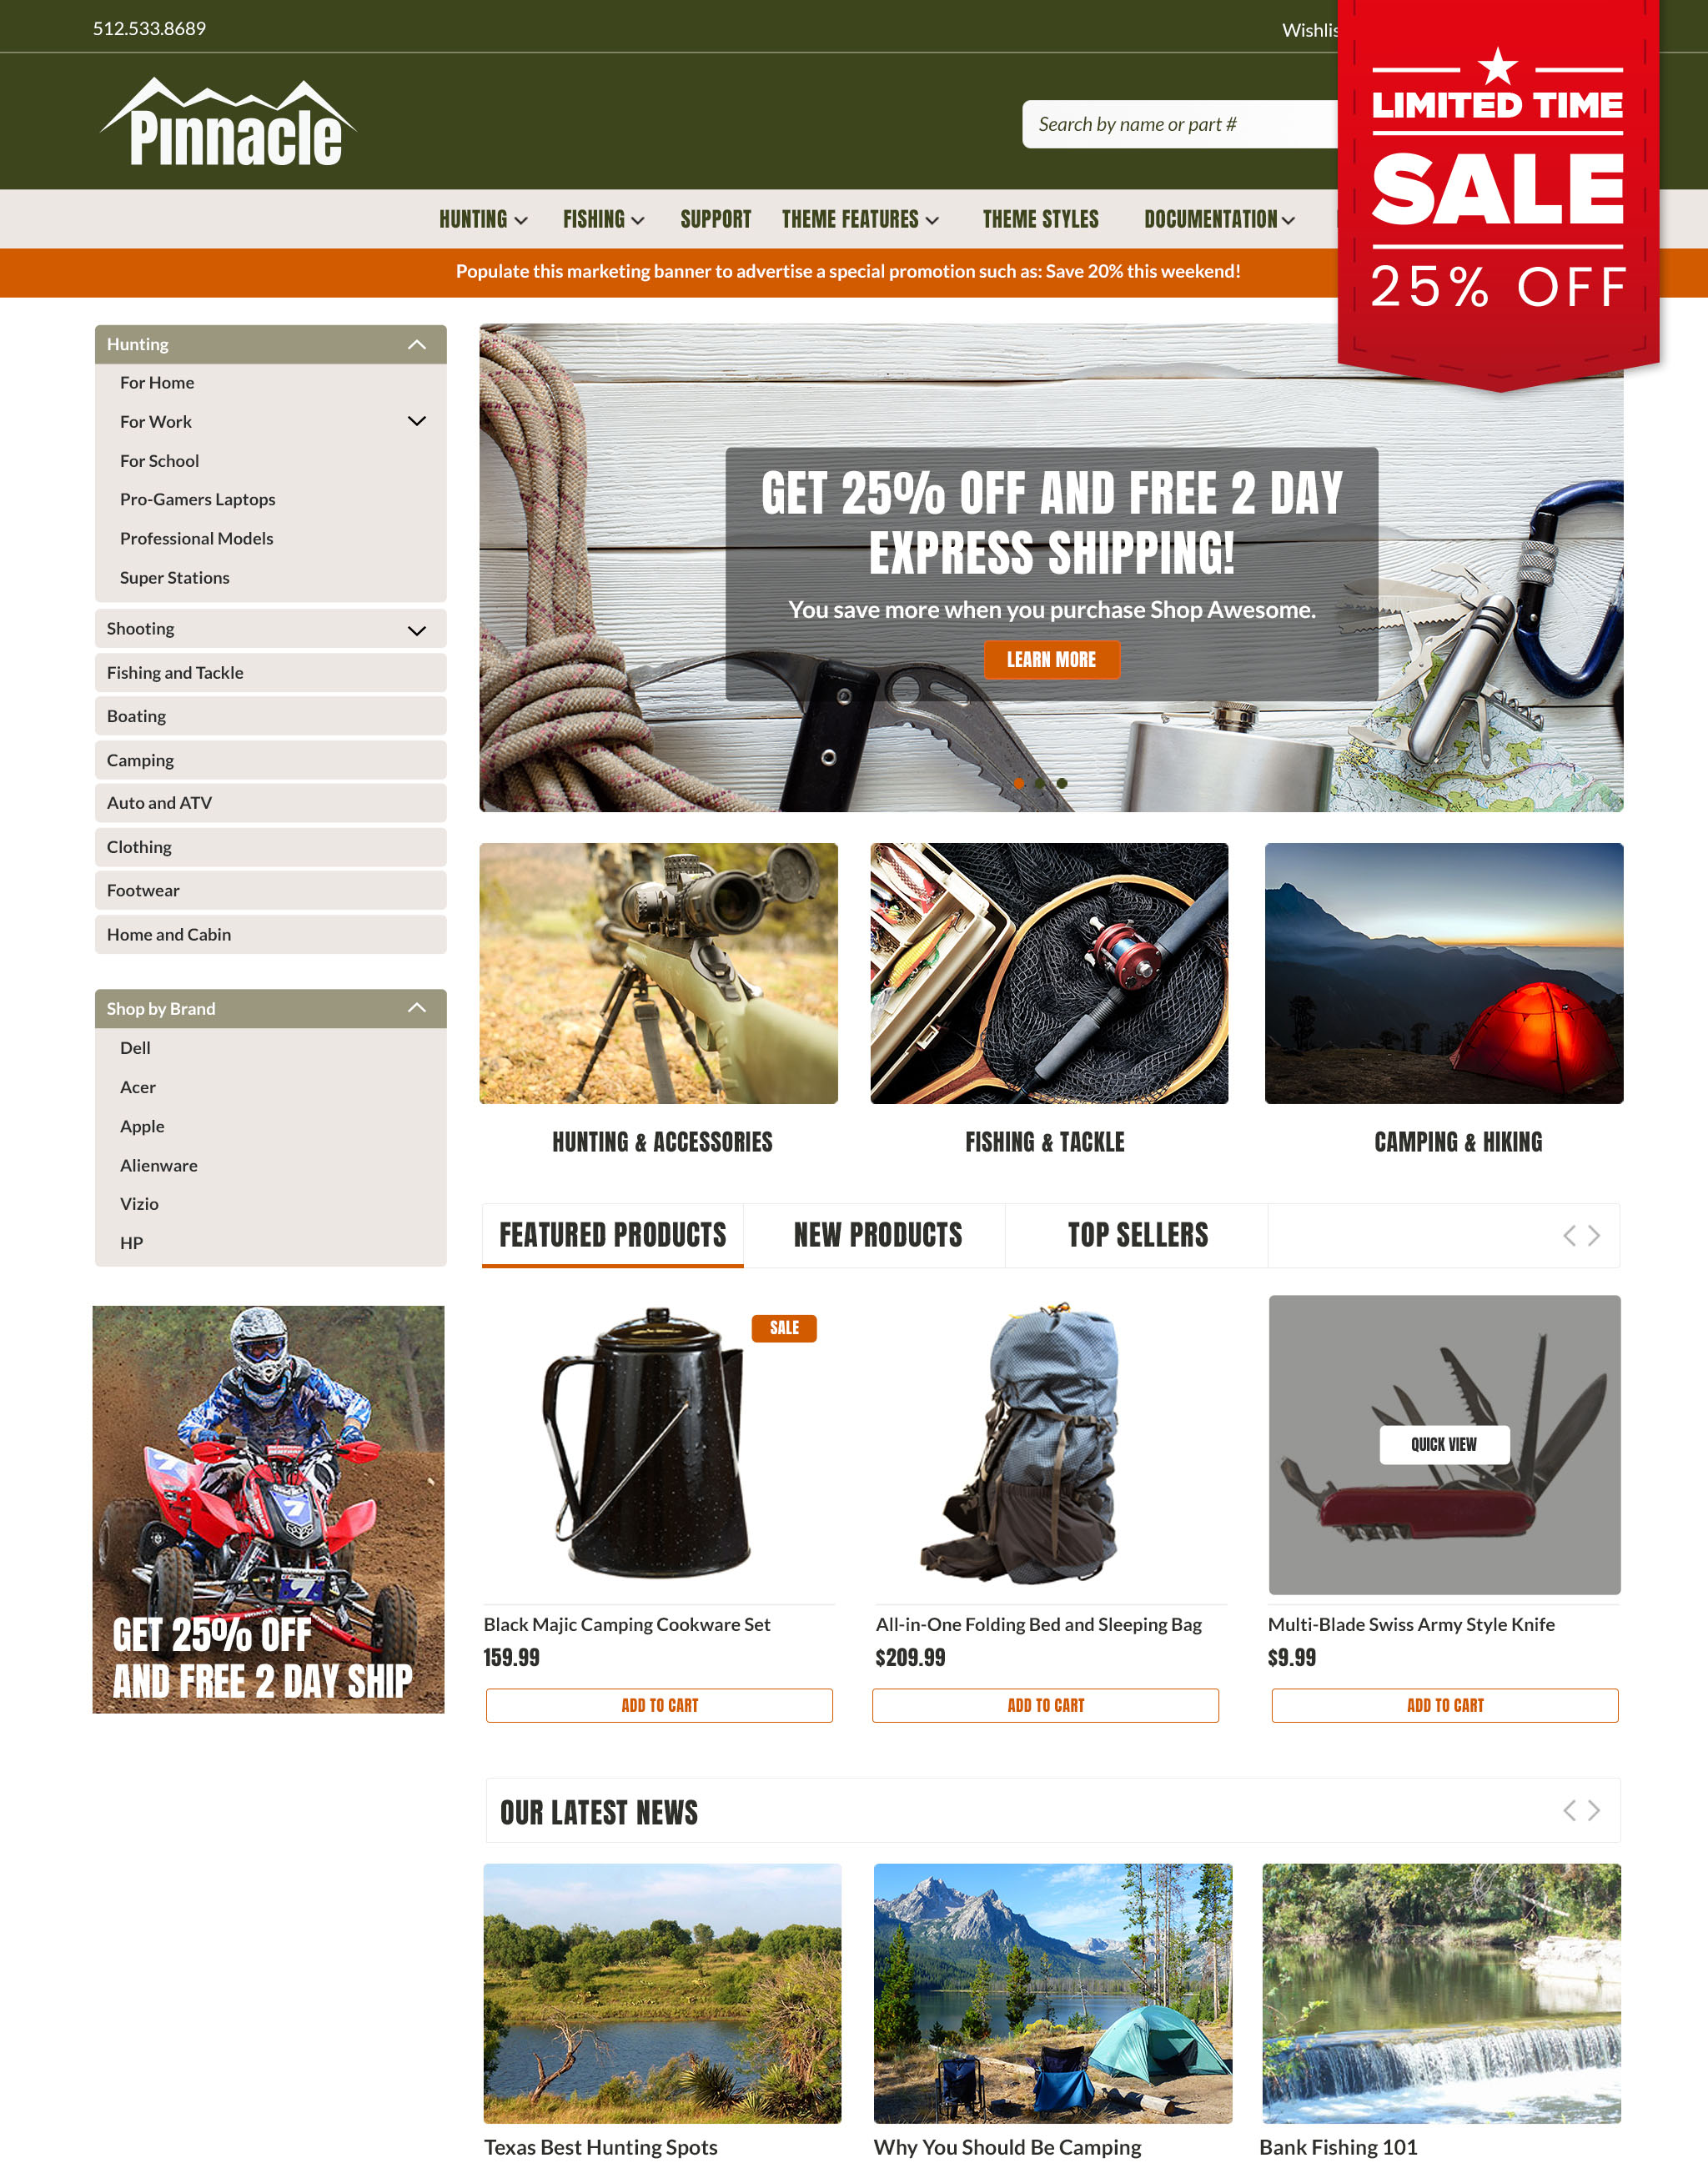 512.533.8689
Pinnacle
Search by name or part #
LIMITED TIME
SALE
25% OFF
HUNTING
FISHING
SUPPORT
THEME FEATURES
THEME STYLES
DOCUMENTATION
Populate this marketing banner to advertise a special promotion such as: Save 20% this weekend!
Hunting
For Home
For Work
For School
Pro-Gamers Laptops
Professional Models
Super Stations
Shooting
Fishing and Tackle
Boating
Camping
Auto and ATV
Clothing
Footwear
Home and Cabin
Shop by Brand
Dell
Acer
Apple
Alienware
Vizio
HP
GET 25% OFF
AND FREE 2 DAY SHIP
GET 25% OFF AND FREE 2 DAY
EXPRESS SHIPPING!
You save more when you purchase Shop Awesome.
LEARN MORE
HUNTING & ACCESSORIES
FISHING & TACKLE
CAMPING & HIKING
FEATURED PRODUCTS
NEW PRODUCTS
TOP SELLERS
SALE
QUICK VIEW
Black Majic Camping Cookware Set
159.99
ADD TO CART
All-in-One Folding Bed and Sleeping Bag
$209.99
ADD TO CART
Multi-Blade Swiss Army Style Knife
$9.99
ADD TO CART
OUR LATEST NEWS
Texas Best Hunting Spots
Why You Should Be Camping
Bank Fishing 101